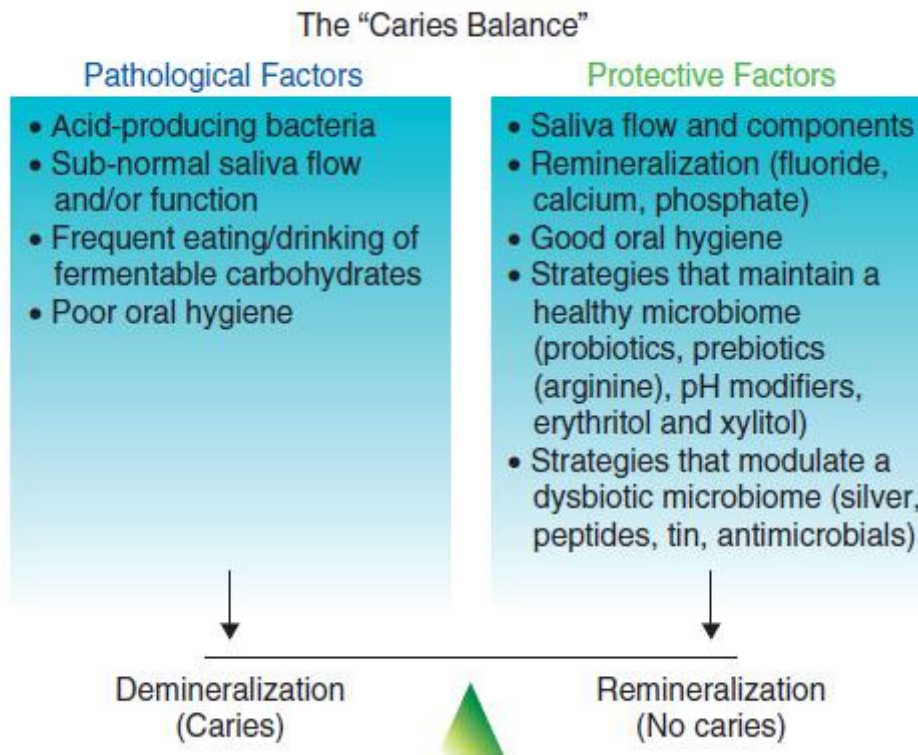 The “Caries Balance”
Pathological Factors
• Acid-producing bacteria
• Sub-normal saliva flow
and/or function
• Frequent eating/drinking of
fermentable carbohydrates
• Poor oral hygiene
Protective Factors
• Saliva flow and components
• Remineralization (fluoride,
calcium, phosphate)
• Good oral hygiene
• Strategies that maintain a
healthy microbiome
(probiotics, prebiotics
(arginine), pH modifiers,
erythritol and xylitol)
• Strategies that modulate a
dysbiotic microbiome (silver,
peptides, tin, antimicrobials)
Demineralization
(Caries)
Remineralization
(No caries)